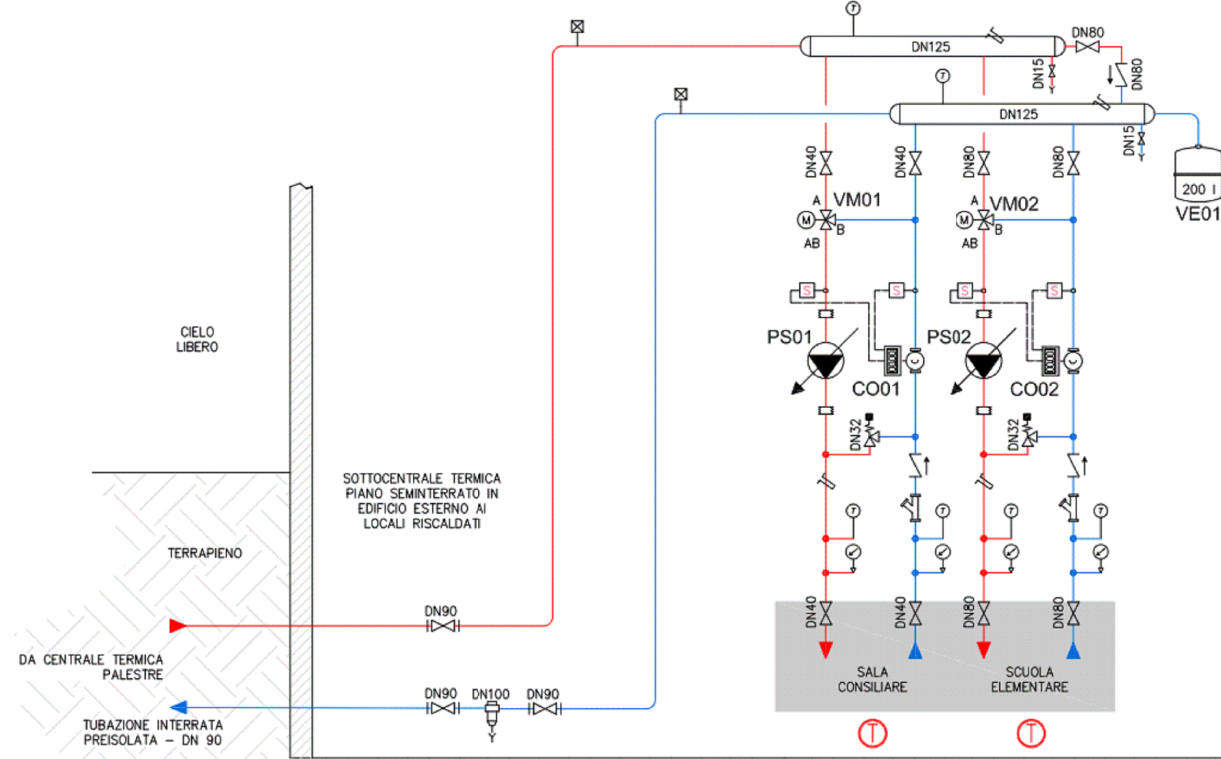 T
DN125
DN80
DN15
DN80
T
DN125
DN15
200 l
VE01
DN40
DN40
DN80
DN80
A
VM01
M
B
AB
A
VM02
M
B
AB
S
S
S
S
PS01
CO01
PS02
CO02
DN32
DN32
T
T
T
T
CIELO
LIBERO
TERRAPIENO
SOTTOCENTRALE TERMICA
PIANO SEMINTERRATO IN
EDIFICIO ESTERNO AI
LOCALI RISCALDATI
DN90
DA CENTRALE TERMICA
PALESTRE
DN90
DN100
DN90
TUBAZIONE INTERRATA
PREISOLATA – DN 90
DN40
DN40
DN80
DN80
SALA
CONSILIARE
SCUOLA
ELEMENTARE
T
T